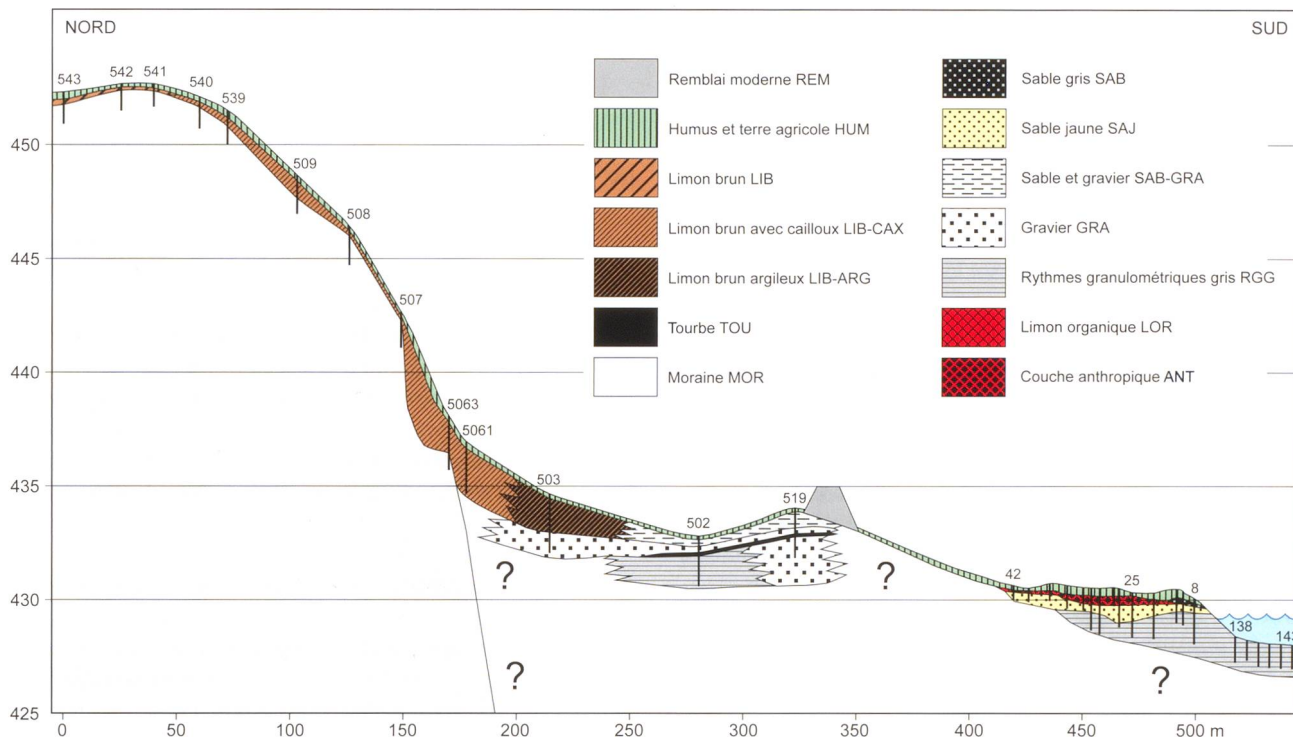 NORD
SUD
543
542
541
540
539
509
508
507
5063
5061
503
502
519
42
25
8
138
143
Remblai moderne REM
Humus et terre agricole HUM
Limon brun LIB
Limon brun avec cailloux LIB-CAX
Limon brun argileux LIB-ARG
Tourbe TOU
Moraine MOR
Sable gris SAB
Sable jaune SAJ
Sable et gravier SAB-GRA
Gravier GRA
Rythmes granulométriques gris RGG
Limon organique LOR
Couche anthropique ANT
450
445
440
435
430
425
?
?
?
?
0 50 100 150 200 250 300 350 400 450 500 m